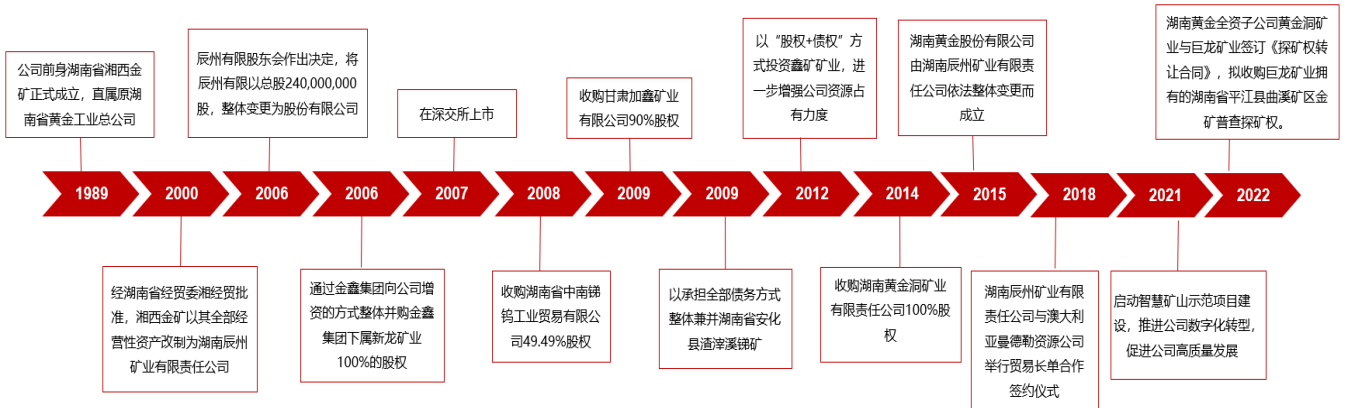 公司前身湖南省湘西金
矿正式成立，直属原湖
南省黄金工业总公司
辰州有限股东会作出决定，将
辰州有限以总股240,000,000
股，整体变更为股份有限公司
在深交所上市
收购甘肃加鑫矿业
有限公司90%股权
以“股权+债权”方
式投资鑫矿矿业，进
一步增强公司资源占
有力度
湖南黄金股份有限公司
由湖南辰州矿业有限责
任公司依法整体变更而
成立
湖南黄金全资子公司黄金洞矿
业与巨龙矿业签订《探矿权转
让合同》，拟收购巨龙矿业拥
有的湖南省平江县曲溪矿区金
矿普查探矿权。
1989
2000
2006
2006
2007
2008
2009
2009
2012
2014
2015
2018
2021
2022
经湖南省经贸委湘经贸批
准，湘西金矿以其全部经
营性资产改制为湖南辰州
矿业有限责任公司
通过金鑫集团向公司增
资的方式整体并购金鑫
集团下属新龙矿业
100%的股权
收购湖南省中南锑
钨工业贸易有限公
司49.49%股权
以承担全部债务方式
整体兼并湖南省安化
县渣滓溪锑矿
收购湖南黄金洞矿业
有限责任公司100%股
权
湖南辰州矿业有限
责任公司与澳大利
亚曼德勒资源公司
举行贸易长单合作
签约仪式
启动智慧矿山示范项目建
设，推进公司数字化转型，
促进公司高质量发展